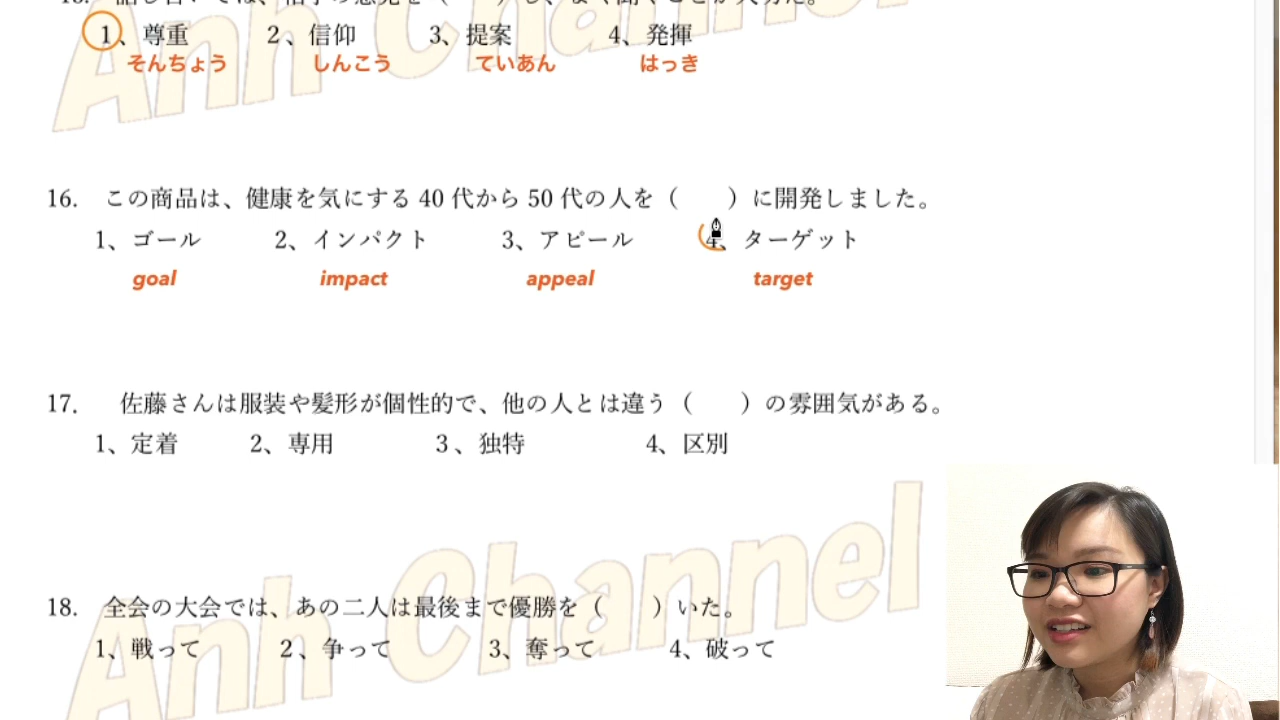 1、尊重 2、信仰 3、提案 4、発揮
そんちょう しんこう ていあん はっき
16. この商品は、健康を気にする 40 代から 50 代の人を（ ）に開発しました。
1、ゴール 2、インパクト 3、アピール 4、ターゲット
goal impact appeal target
17. 佐藤さんは服装や髪形が個性的で、他の人とは違う（ ）の雰囲気がある。
1、定着 2、専用 3、独特 4、区別
18. 全会の大会では、あの二人は最後まで優勝を（ ）いた。
1、戦って 2、争って 3、奪って 4、破って
Anh Channel
Anh Channel